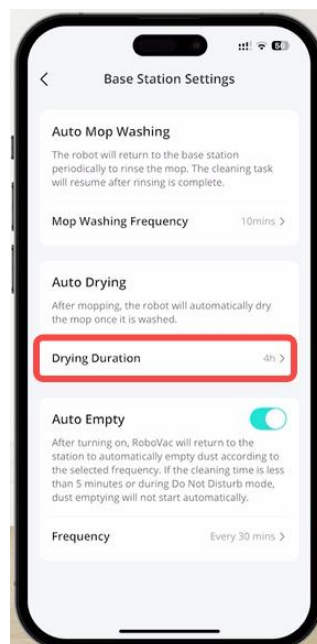 50
Base Station Settings
Auto Mop Washing
The robot will return to the base station
periodically to rinse the mop. The cleaning task
will resume after rinsing is complete.
Mop Washing Frequency 10mins >
Auto Drying
After mopping, the robot will automatically dry
the mop once it is washed.
Drying Duration 4h >
Auto Empty
After turning on, RoboVac will return to the
station to automatically empty dust according to
the selected frequency. If the cleaning time is less
than 5 minutes or during Do Not Disturb mode,
dust emptying will not start automatically.
Frequency Every 30 mins >